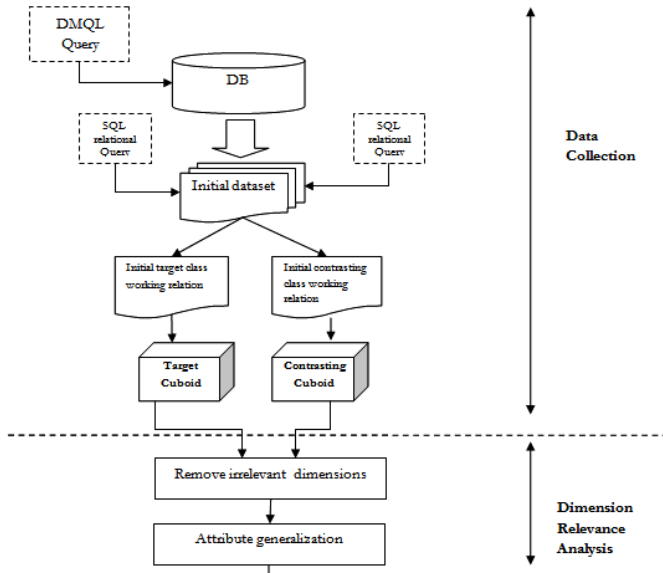 DMQL
Query
DB
SQL
relational
Query
SQL
relational
Query
Initial dataset
Data
Collection
Initial target class
working relation
Initial contrasting
class working
relation
Target
Cuboid
Contrasting
Cuboid
Remove irrelevant dimensions
Attribute generalization
Dimension
Relevance
Analysis